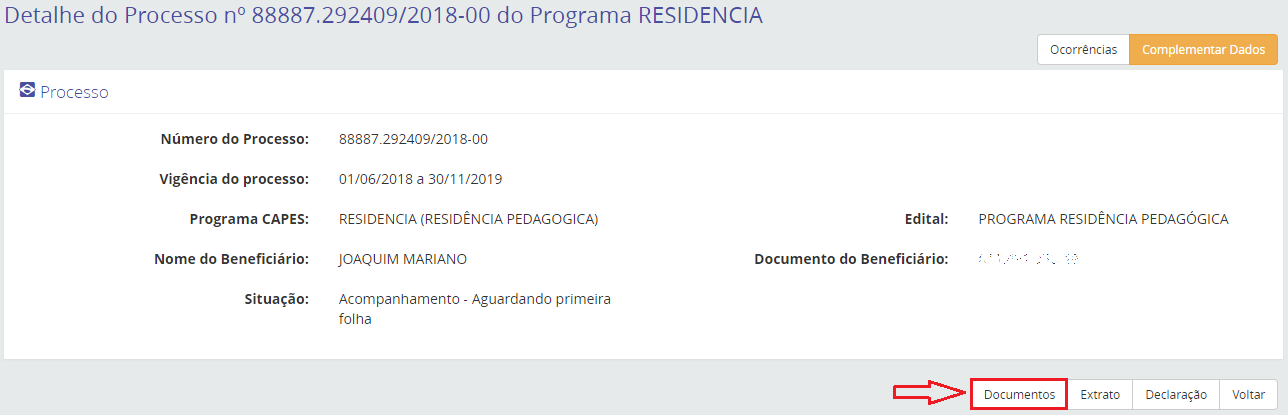 Detalhe do Processo nº 88887.292409/2018-00 do Programa RESIDENCIA
Ocorrências Complementar Dados
Processo
Número do Processo: 88887.292409/2018-00
Vigência do processo: 01/06/2018 a 30/11/2019
Programa CAPES: RESIDENCIA (RESIDÊNCIA PEDAGOGICA) Edital: PROGRAMA RESIDÊNCIA PEDAGÓGICA
Nome do Beneficiário: JOAQUIM MARIANO Documento do Beneficiário:
Situação: Acompanhamento - Aguardando primeira
folha
Documentos Extrato Declaração Voltar